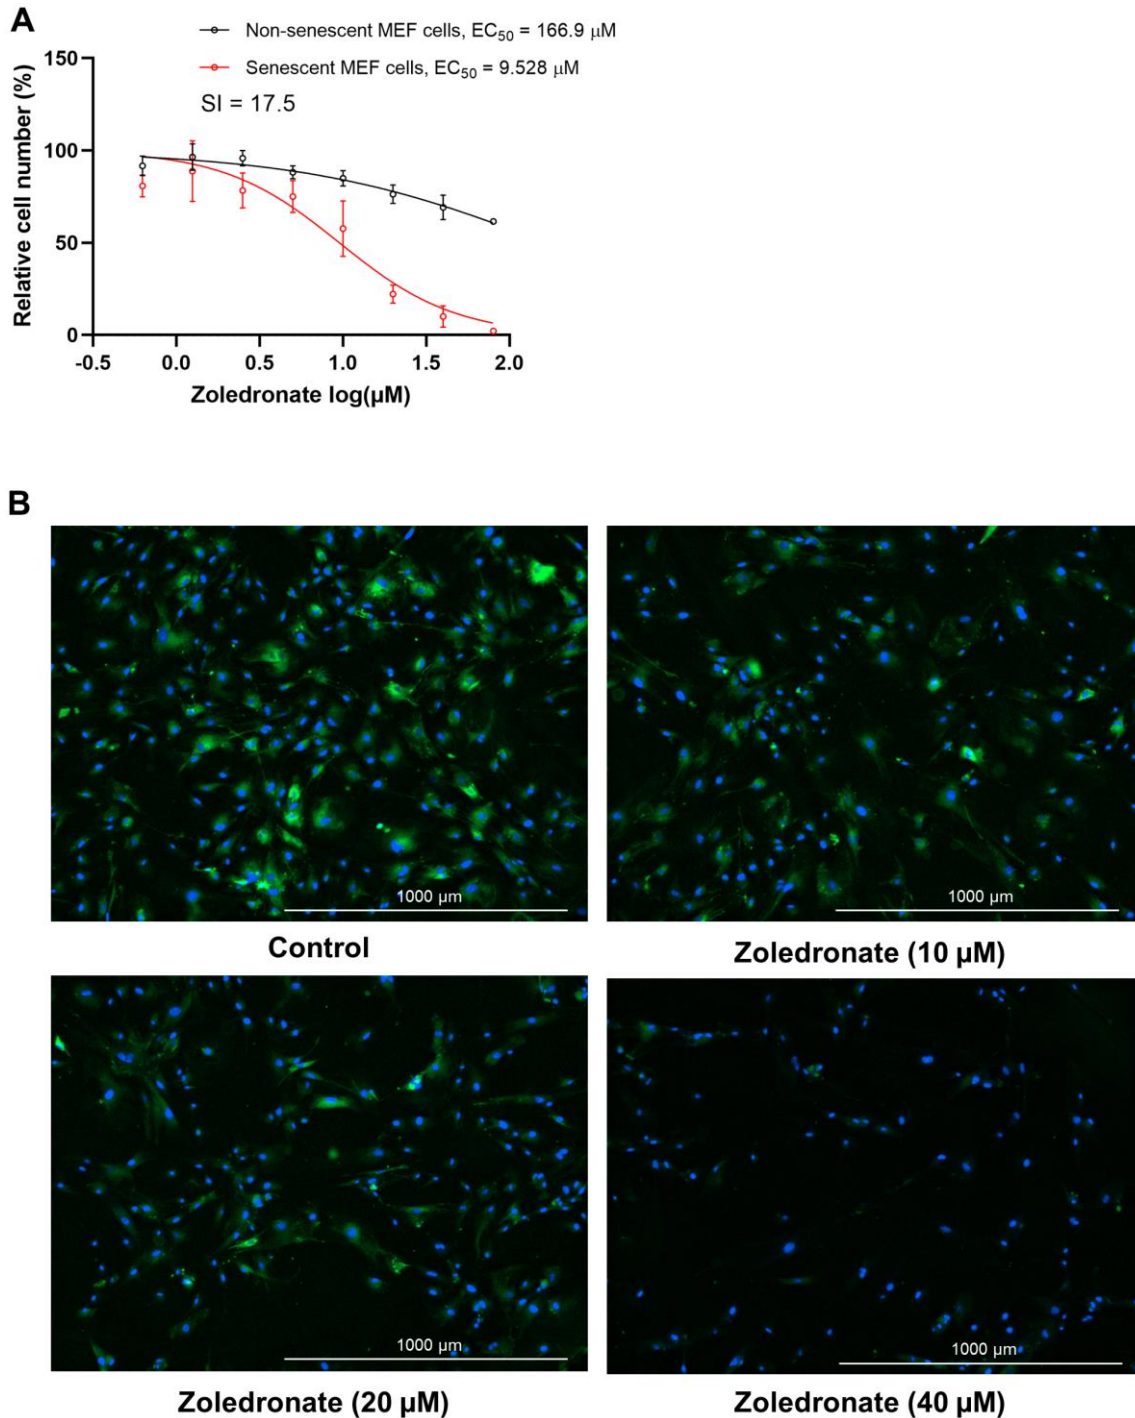 A
Non-senescent MEF cells, EC50 = 166.9 µM
Senescent MEF cells, EC50 = 9.528 µM
SI = 17.5
Relative cell number (%)
150
100
50
0
-0.5 0.0 0.5 1.0 1.5 2.0
Zoledronate log(µM)
B
1000 µm
1000 µm
Control
Zoledronate (10 µM)
1000 µm
1000 µm
Zoledronate (20 µM)
Zoledronate (40 µM)